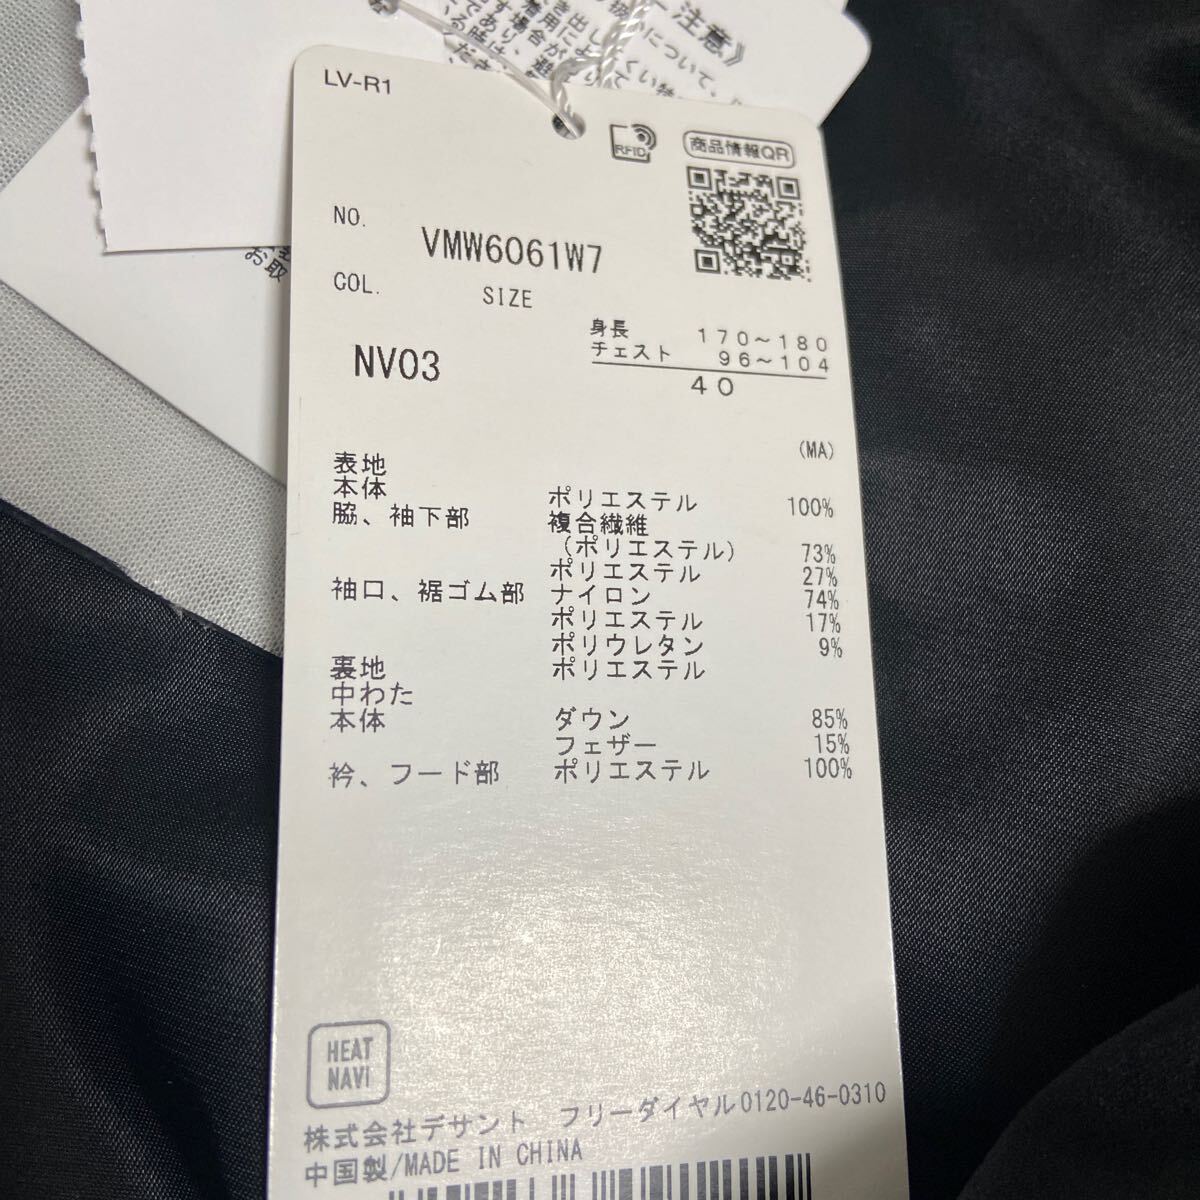 注意》
LV-R1
RFID
商品情報QR
NO.
VMW6061W7
COL.
SIZE
身長 170~180
チェスト 96~104
NV03
40
(MA)
表地
本体 ポリエステル 100%
脇、袖下部 複合繊維
(ポリエステル) 73%
ポリエステル 27%
袖口、裾ゴム部 ナイロン 74%
ポリエステル 17%
ポリウレタン 9%
裏地 ポリエステル
中わた
本体 ダウン 85%
フェザー 15%
衿、フード部 ポリエステル 100%
HEAT
NAVI
株式会社デサント フリーダイヤル0120-46-0310
中国製/MADE IN CHINA
お取